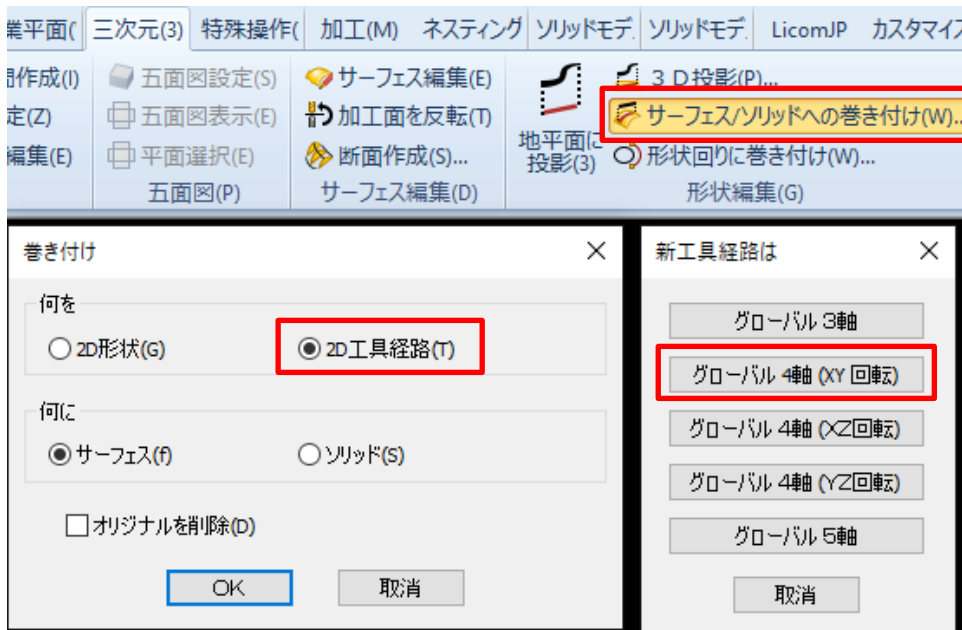 業平面( 三次元(3) 特殊操作( 加工(M) ネスティング ソリッドモデ. ソリッドモデ. LicomJP カスタマイズ
作成(I) 五面図設定(S) サーフェス編集(E) 3D投影(P)...
定(Z) 五面図表示(E) 加工面を反転(T) 地平面に サーフェス/ソリッドへの巻き付け(W)...
編集(E) 平面選択(E) 断面作成(S)... 投影(3) 形状回りに巻き付け(W)...
五面図(P) サーフェス編集(D) 形状編集(G)
巻き付け
何を
2D形状(G) 2D工具経路(T)
何に
サーフェス(f) ソリッド(S)
オリジナルを削除(D)
OK 取消
新工具経路は
グローバル 3軸
グローバル 4軸 (XY 回転)
グローバル 4軸 (XZ回転)
グローバル 4軸 (YZ回転)
グローバル 5軸
取消